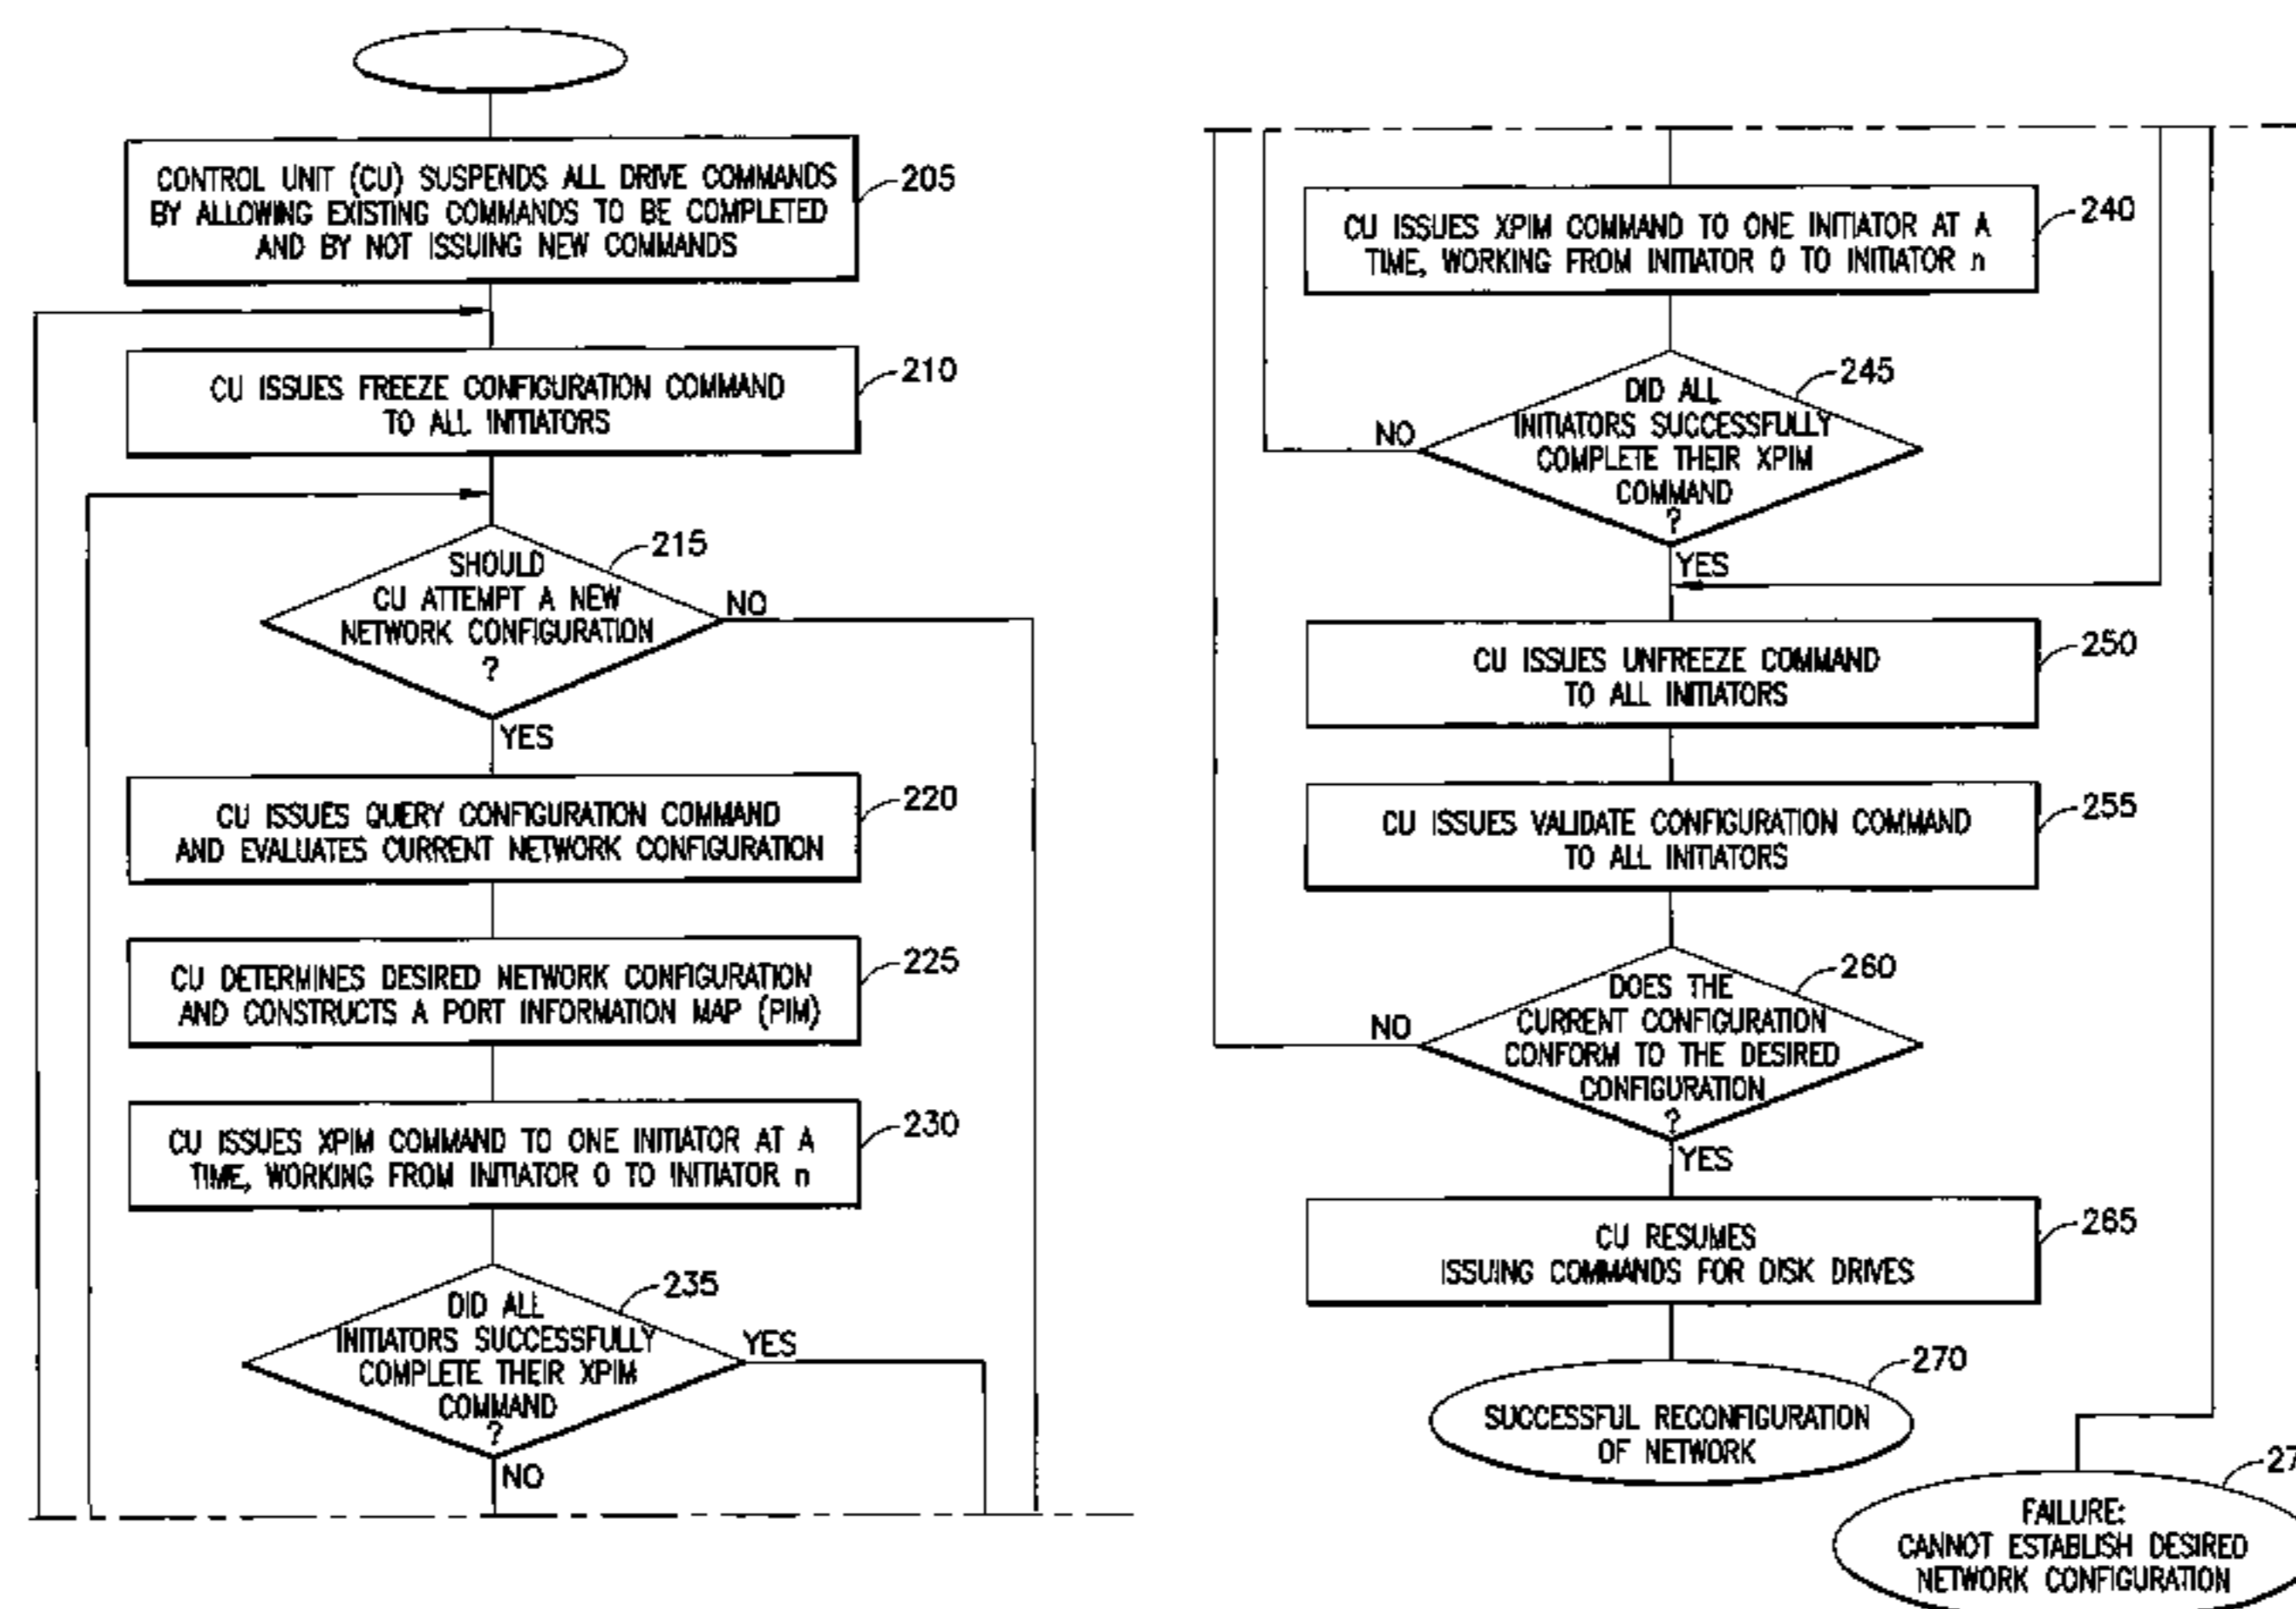 CONTROL UNIT (CU) SUSPENDS ALL DRIVE COMMANDS
BY ALLOWING EXISTING COMMANDS TO BE COMPLETED
AND BY NOT ISSUING NEW COMMANDS
205
CU ISSUES FREEZE CONFIGURATION COMMAND
TO ALL INITIATORS
210
SHOULD
CU ATTEMPT A NEW
NETWORK CONFIGURATION
?
215
NO
YES
CU ISSUES QUERY CONFIGURATION COMMAND
AND EVALUATES CURRENT NETWORK CONFIGURATION
220
CU DETERMINES DESIRED NETWORK CONFIGURATION
AND CONSTRUCTS A PORT INFORMATION MAP (PIM)
225
CU ISSUES XPIM COMMAND TO ONE INITIATOR AT A
TIME, WORKING FROM INITIATOR 0 TO INITIATOR n
230
DID ALL
INITIATORS SUCCESSFULLY
COMPLETE THEIR XPIM
COMMAND
?
235
YES
NO
CU ISSUES XPIM COMMAND TO ONE INITIATOR AT A
TIME, WORKING FROM INITIATOR 0 TO INITIATOR n
240
DID ALL
INITIATORS SUCCESSFULLY
COMPLETE THEIR XPIM
COMMAND
?
245
NO
YES
CU ISSUES UNFREEZE COMMAND
TO ALL INITIATORS
250
CU ISSUES VALIDATE CONFIGURATION COMMAND
TO ALL INITIATORS
255
DOES THE
CURRENT CONFIGURATION
CONFORM TO THE DESIRED
CONFIGURATION
?
260
NO
YES
CU RESUMES
ISSUING COMMANDS FOR DISK DRIVES
265
SUCCESSFUL RECONFIGURATION
OF NETWORK
270
FAILURE:
CANNOT ESTABLISH DESIRED
NETWORK CONFIGURATION